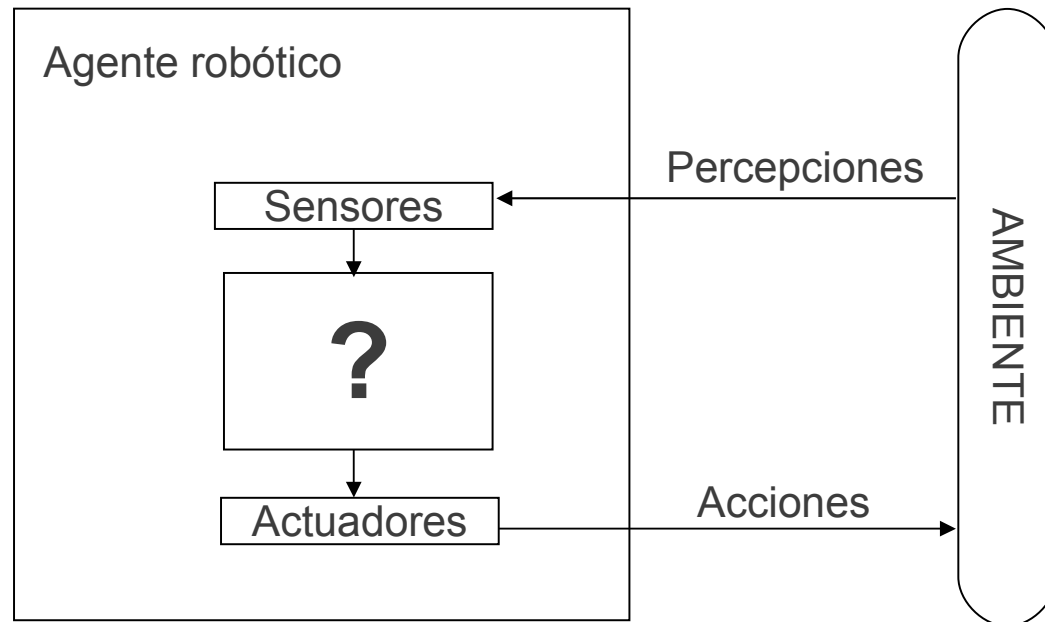 Agente robótico
Percepciones
Sensores
?
Actuadores
Acciones
AMBIENTE